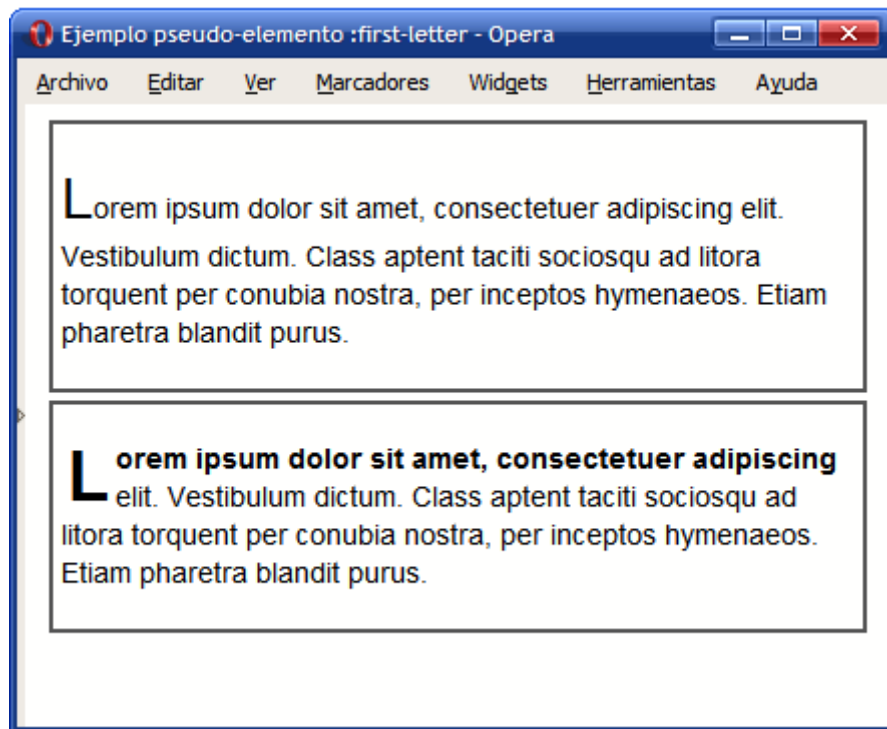 Ejemplo pseudo-elemento :first-letter - Opera
Archivo Editar Ver Marcadores Widgets Herramientas Ayuda
Lorem ipsum dolor sit amet, consectetuer adipiscing elit.
Vestibulum dictum. Class aptent taciti sociosqu ad litora
torquent per conubia nostra, per inceptos hymenaeos. Etiam
pharetra blandit purus.
Lorem ipsum dolor sit amet, consectetuer adipiscing
elit. Vestibulum dictum. Class aptent taciti sociosqu ad
litora torquent per conubia nostra, per inceptos hymenaeos.
Etiam pharetra blandit purus.